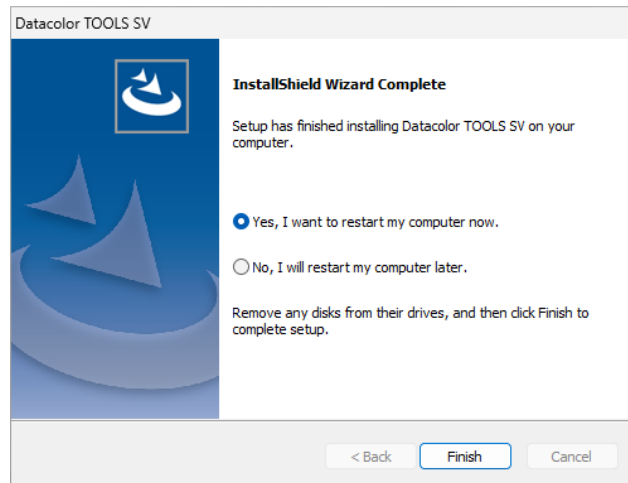 Datacolor TOOLS SV
InstallShield Wizard Complete
Setup has finished installing Datacolor TOOLS SV on your
computer.
Yes, I want to restart my computer now.
No, I will restart my computer later.
Remove any disks from their drives, and then click Finish to
complete setup.
< Back Finish Cancel